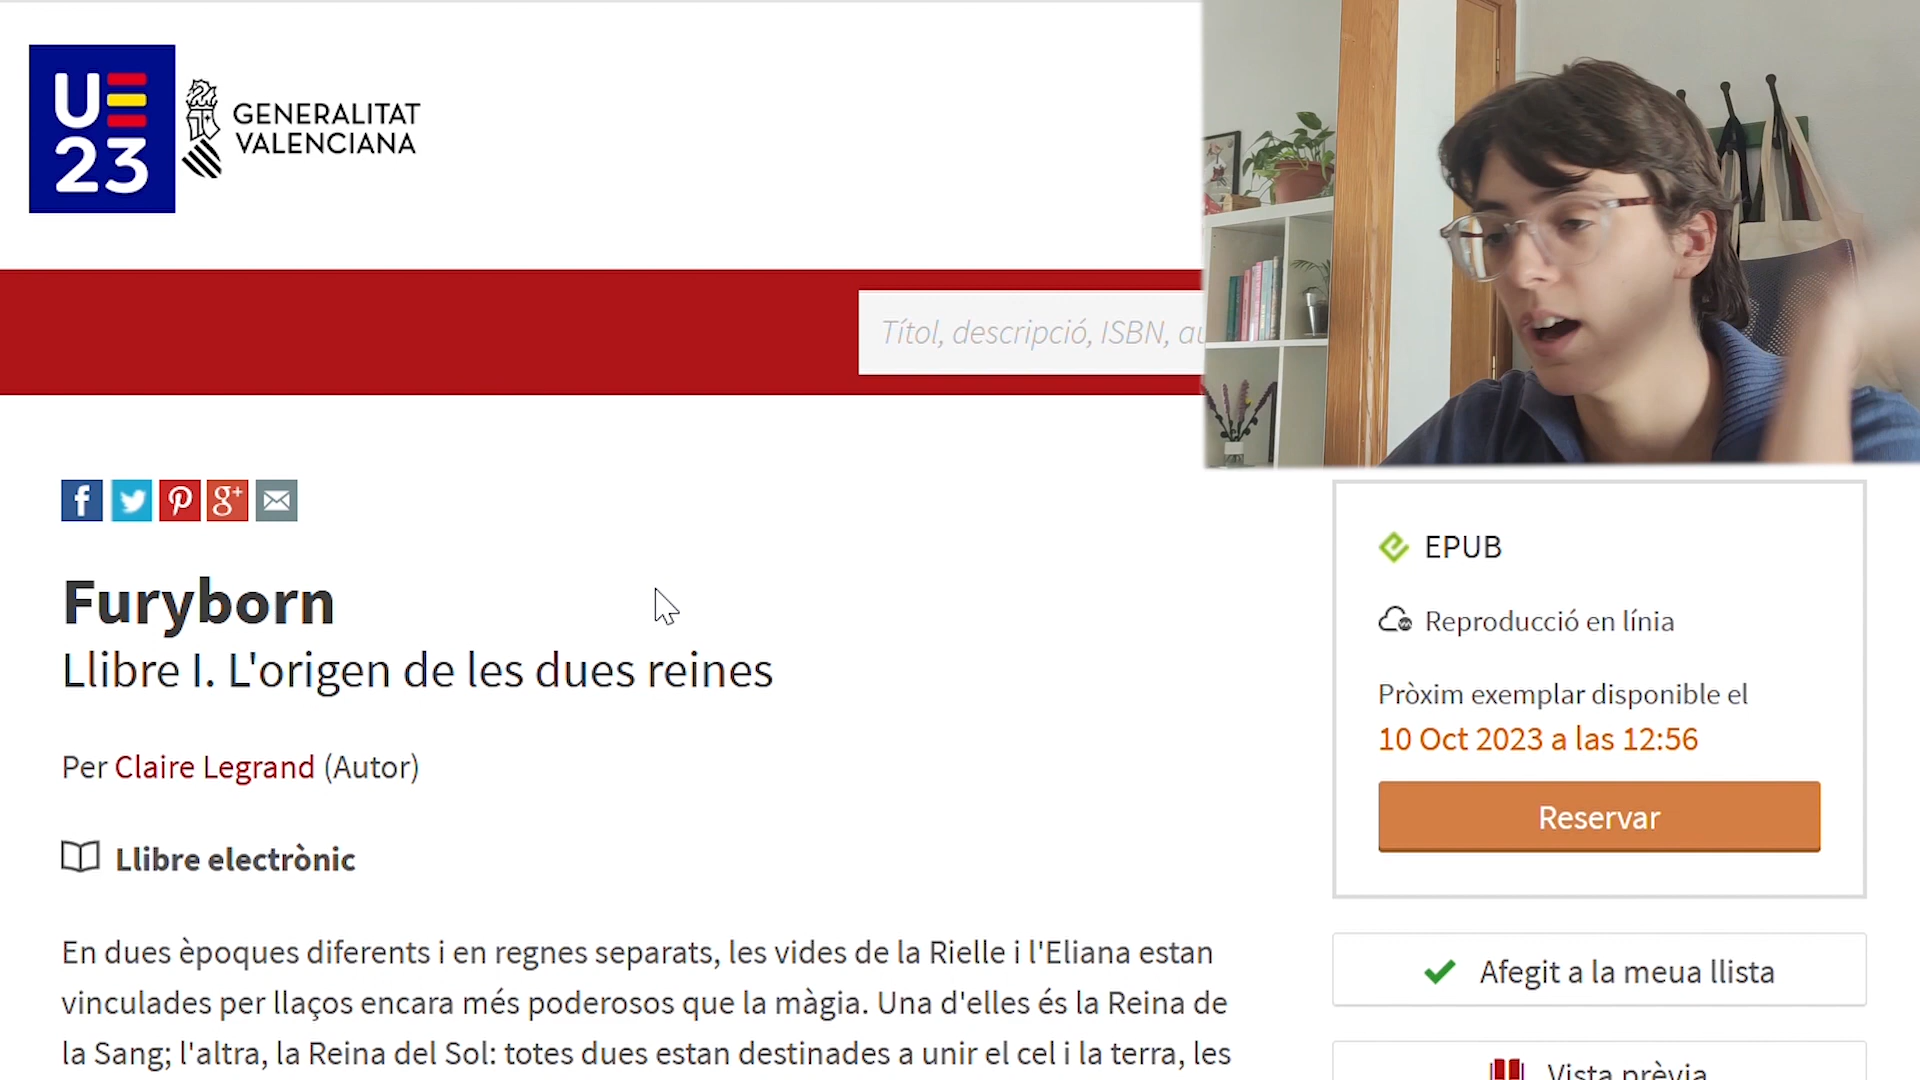 UE
23
GENERALITAT
VALENCIANA
Títol, descripció, ISBN, au
f
g+
Furyborn
Llibre I. L'origen de les dues reines
Per Claire Legrand (Autor)
Llibre electrònic
En dues èpoques diferents i en regnes separats, les vides de la Rielle i l'Eliana estan
vinculades per llaços encara més poderosos que la màgia. Una d'elles és la Reina de
la Sang; l'altra, la Reina del Sol: totes dues estan destinades a unir el cel i la terra, les
EPUB
Reproducció en línia
Pròxim exemplar disponible el
10 Oct 2023 a las 12:56
Reservar
Afegit a la meua llista
Vista prèvia